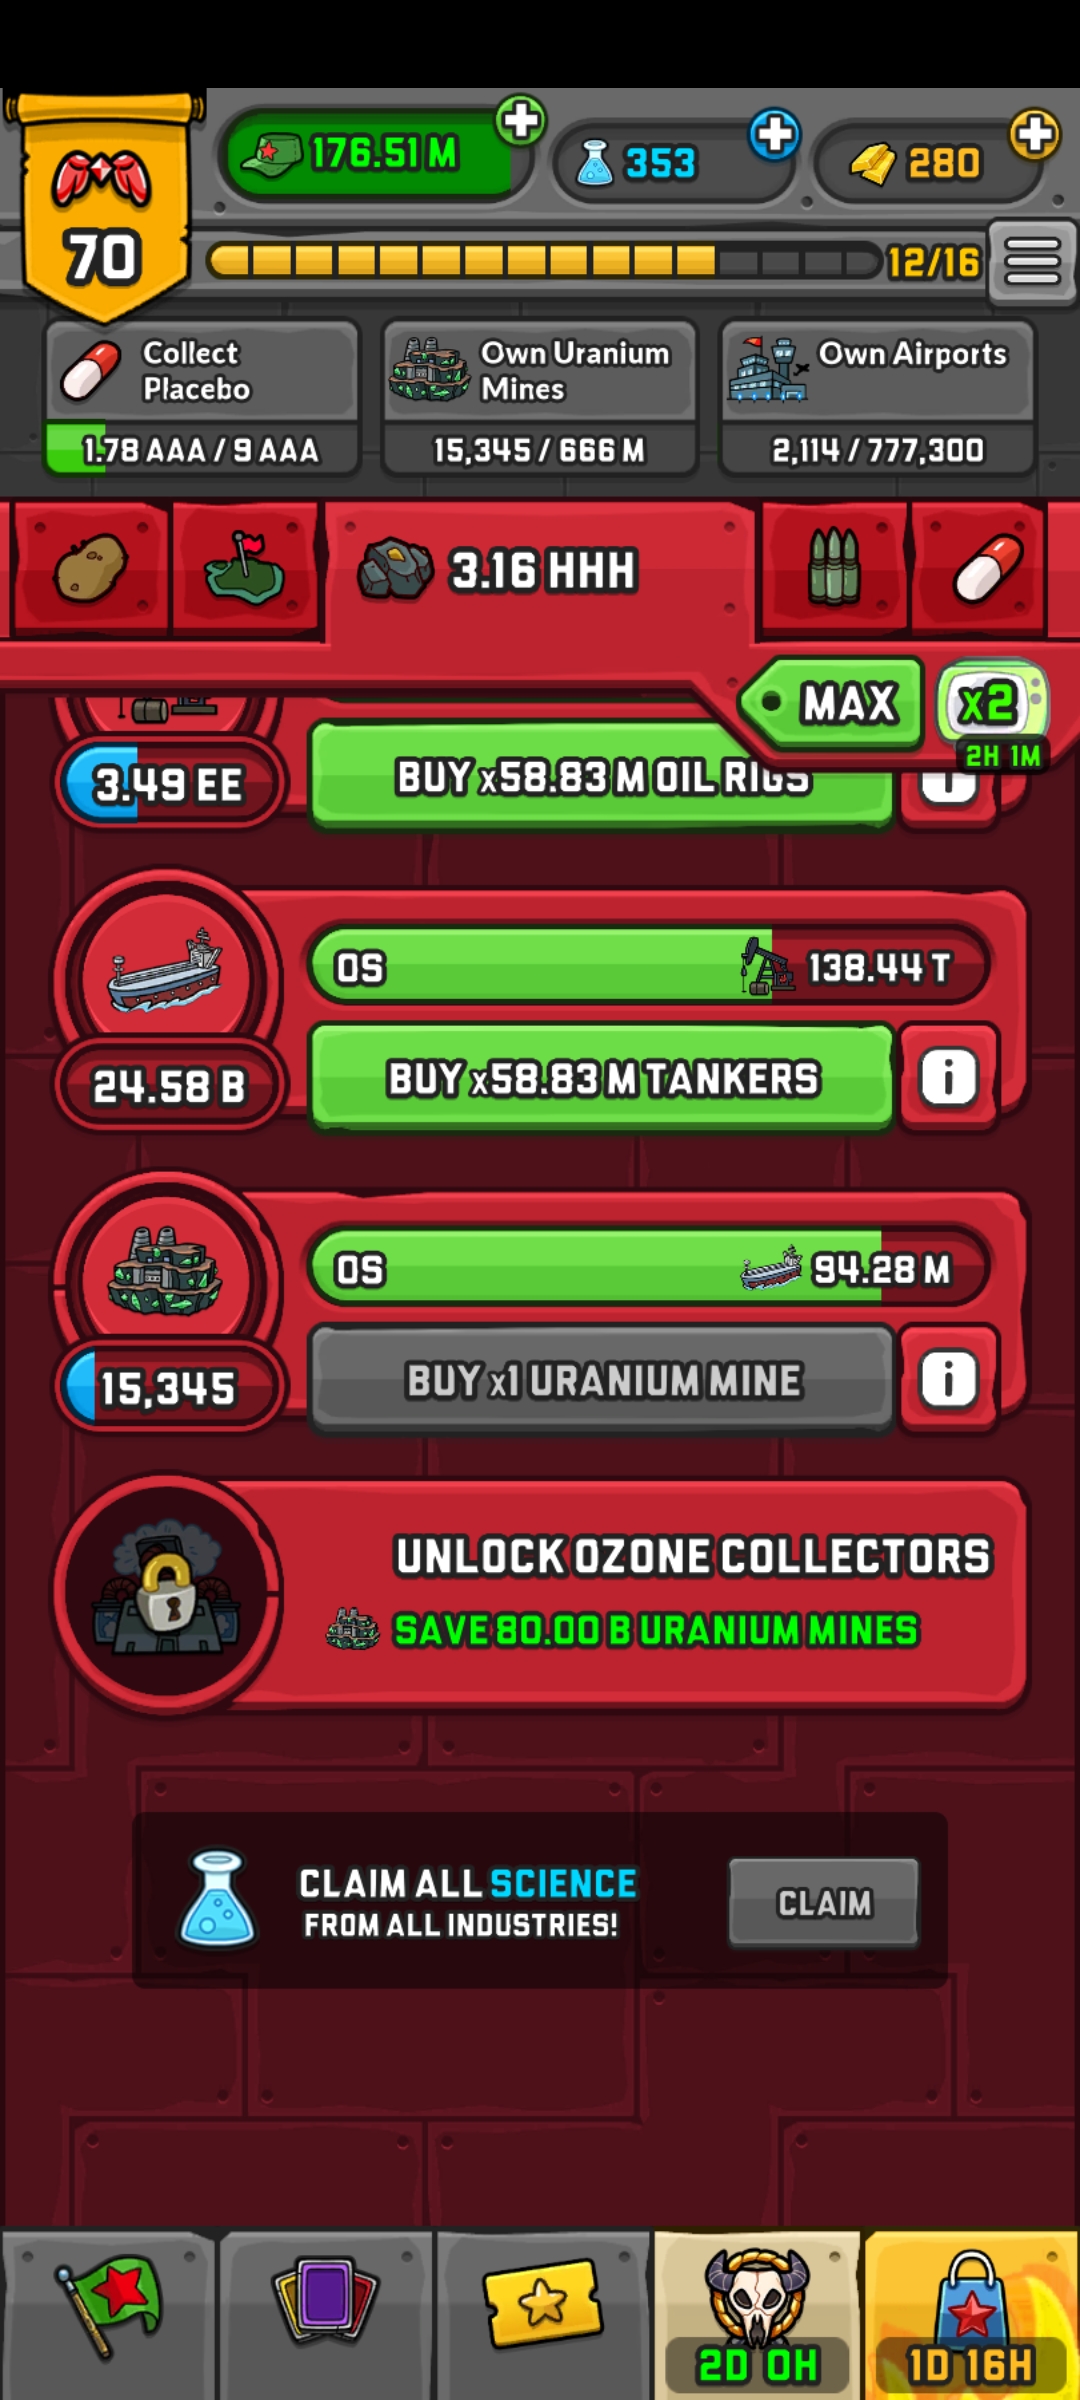 70
176.51 M
353
280
12/16
Collect
Placebo
1.78 AAA / 9 AAA
Own Uranium
Mines
15,345 / 666 M
Own Airports
2,114 / 777,300
3.16 HHH
MAX
x2
2H 1M
3.49 EE
BUY x58.83 M OIL RIGS
0S
138.44 T
24.58 B
BUY x58.83 M TANKERS
i
0S
94.28 M
15,345
BUY x1 URANIUM MINE
i
UNLOCK OZONE COLLECTORS
SAVE 80.00 B URANIUM MINES
CLAIM ALL SCIENCE
FROM ALL INDUSTRIES!
CLAIM
2D 0H
1D 16H